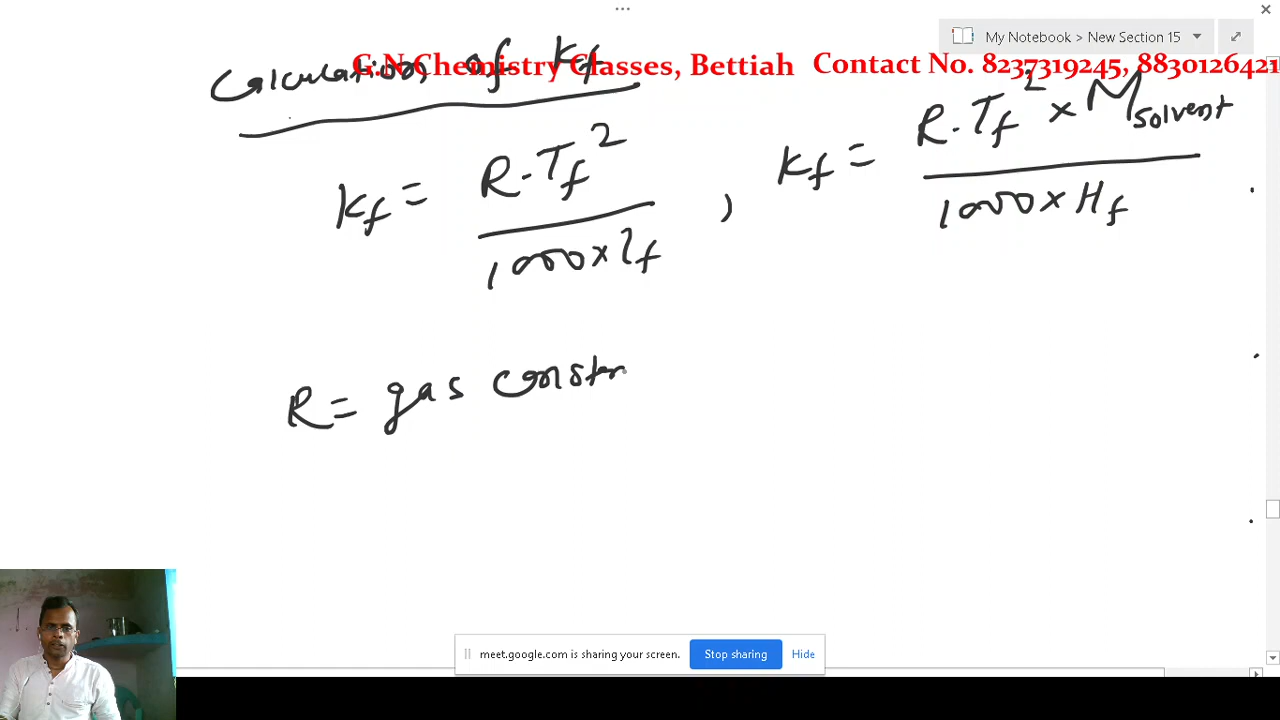 ...
My Notebook > New Section 15
G.N Chemistry Classes, Bettiah Contact No. 8237319245, 8830126421
Calculation of Kf
Kf = R.Tf² / 1000 × lf , Kf = R.Tf² × Msolvent / 1000 × Hf
R = gas constn
meet.google.com is sharing your screen. Stop sharing Hide